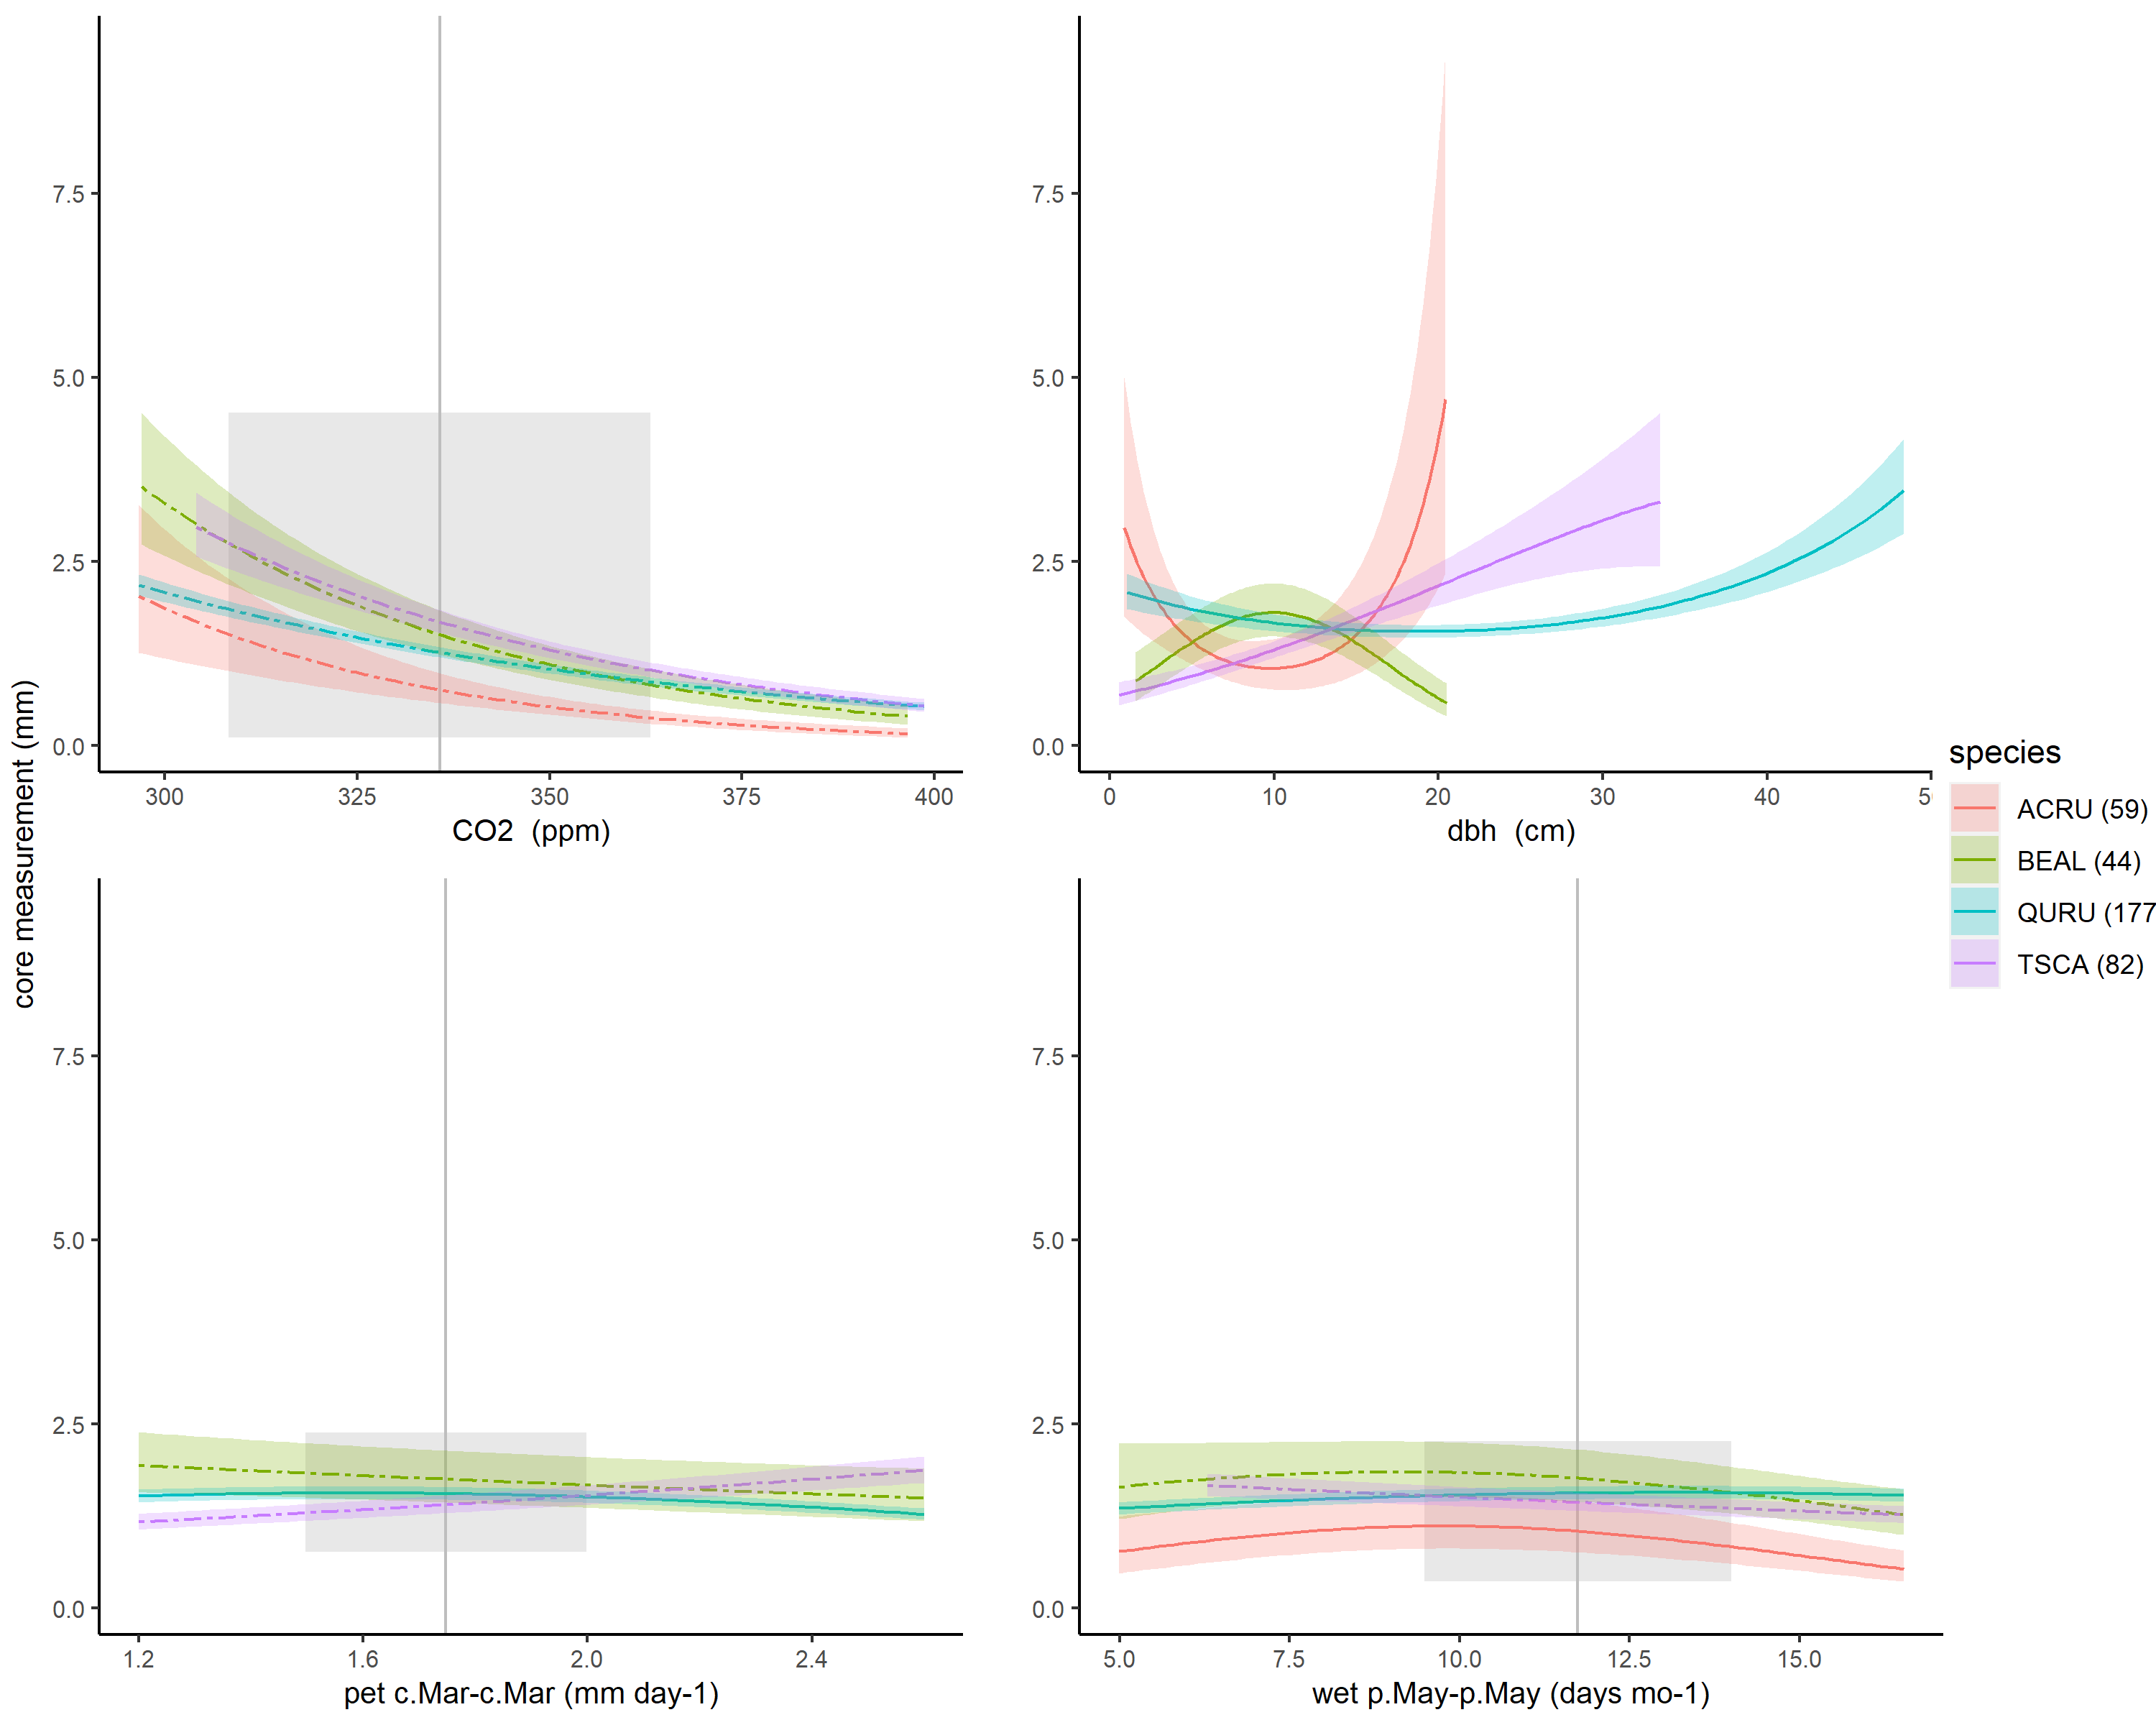 core measurement (mm)
7.5
5.0
2.5
0.0
300 325 350 375 400
CO2 (ppm)
7.5
5.0
2.5
0.0
0 10 20 30 40 5
dbh (cm)
7.5
5.0
2.5
0.0
1.2 1.6 2.0 2.4
pet c.Mar-c.Mar (mm day-1)
7.5
5.0
2.5
0.0
5.0 7.5 10.0 12.5 15.0
wet p.May-p.May (days mo-1)
species
ACRU (59)
BEAL (44)
QURU (177
TSCA (82)